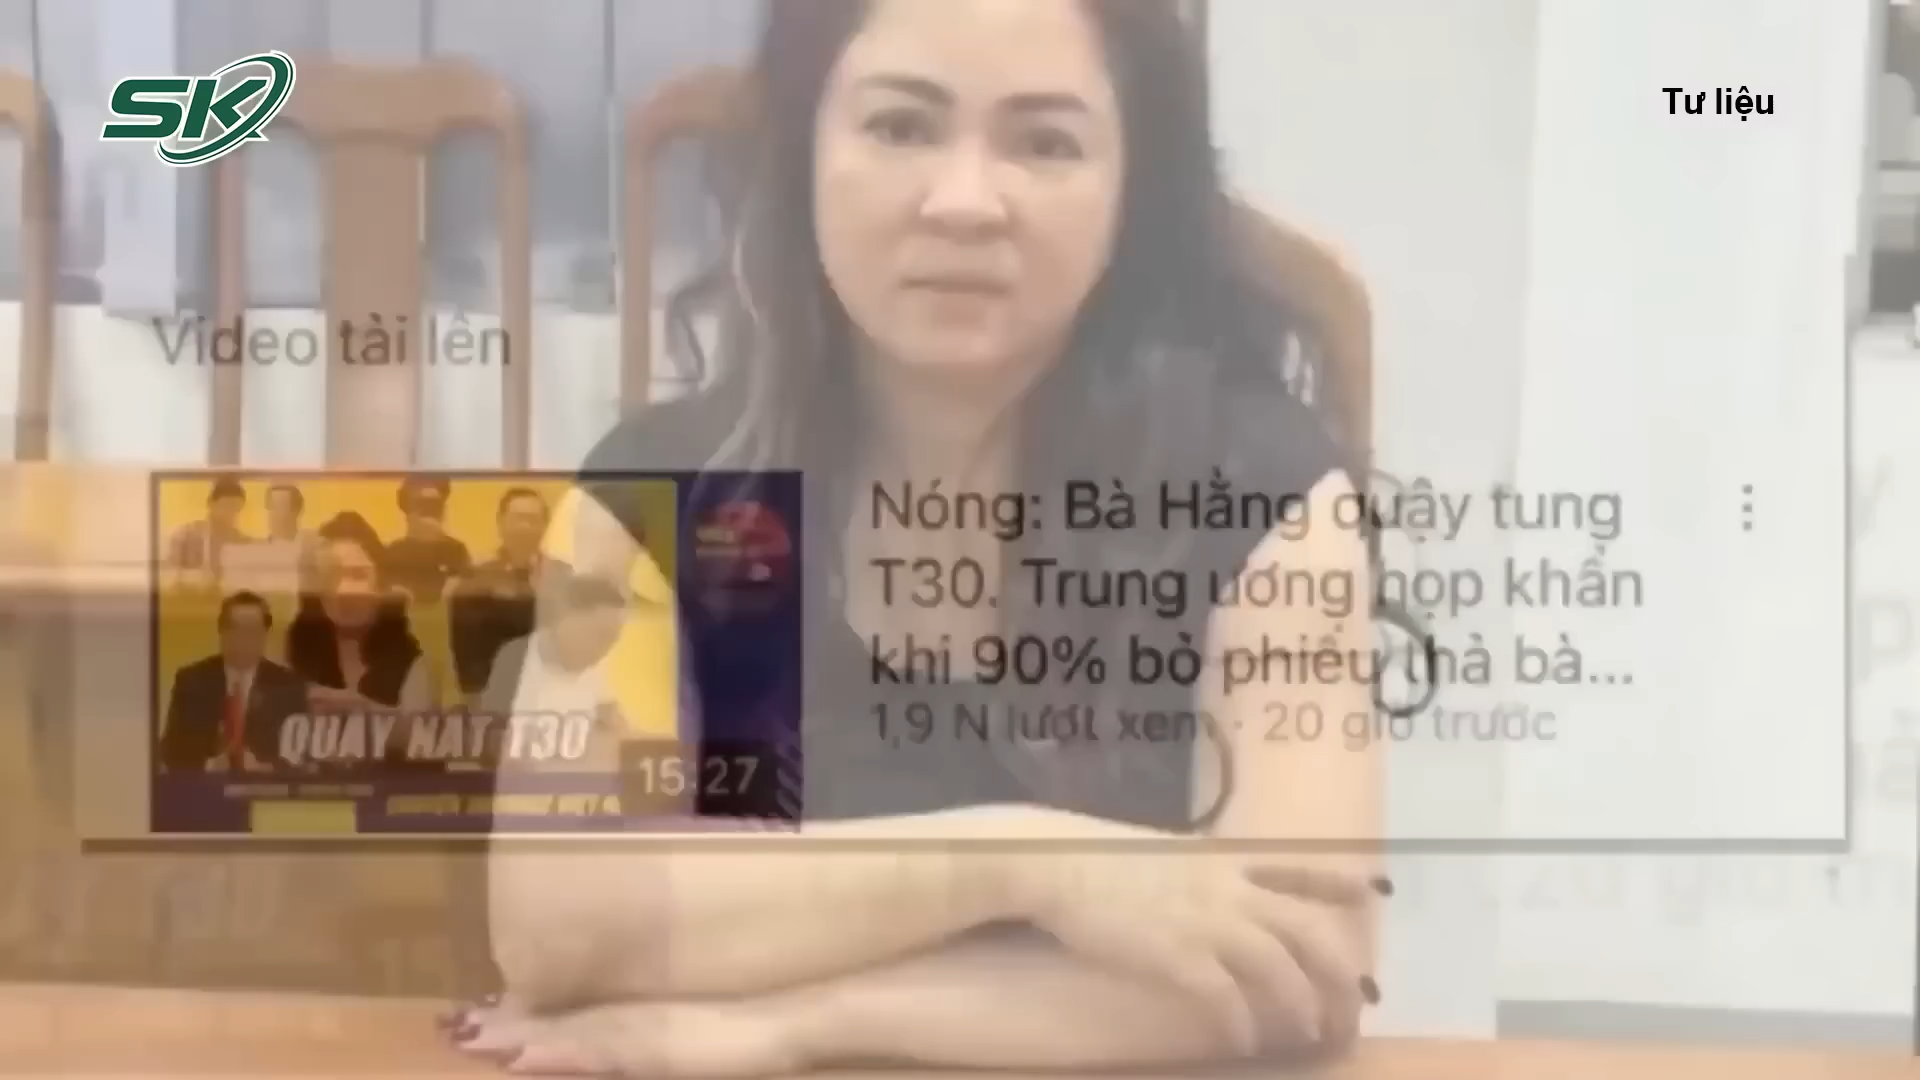 SK
Tư liệu
Video tải lên
Nóng: Bà Hằng quậy tung
T30. Trung ương họp khẩn
khi 90% bỏ phiếu thả bà...
1,9 N lượt xem · 20 giờ trước
QUẬY NÁT T30
15:27